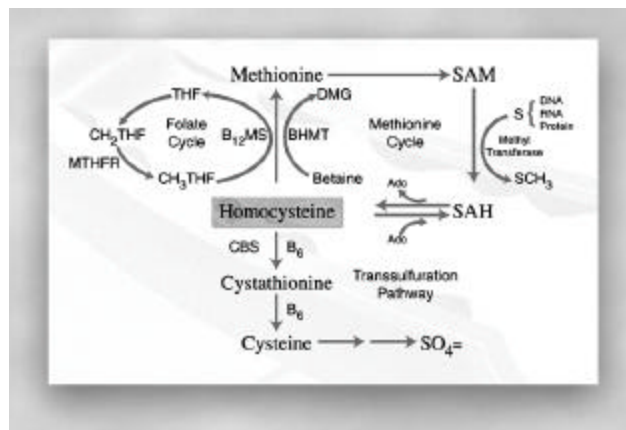 Methionine
SAM
THF
DMG
DNA
RNA
Protein
S
CH2THF
Folate
Cycle
B12MS
BHMT
Methionine
Cycle
Methyl
Transferase
MTHFR
CH3THF
Betaine
SCH3
Ado
Homocysteine
SAH
Ado
CBS
B6
Cystathionine
Transsulfuration
Pathway
B6
Cysteine
SO4=